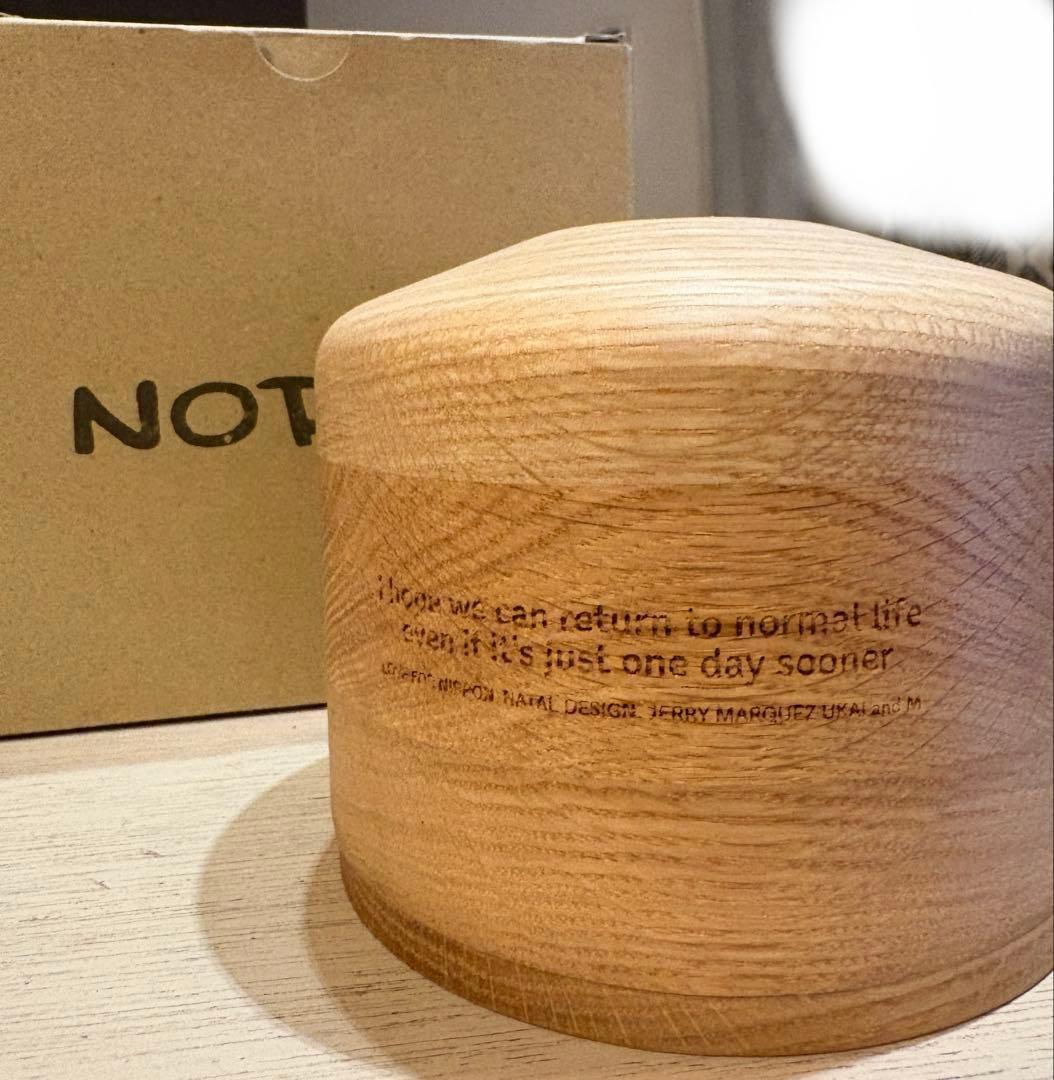 NOT
i hope we can return to normal life
even if it's just one day sooner
NIPPON, NATAL DESIGN, JERRY MARQUEZ UKAI and M